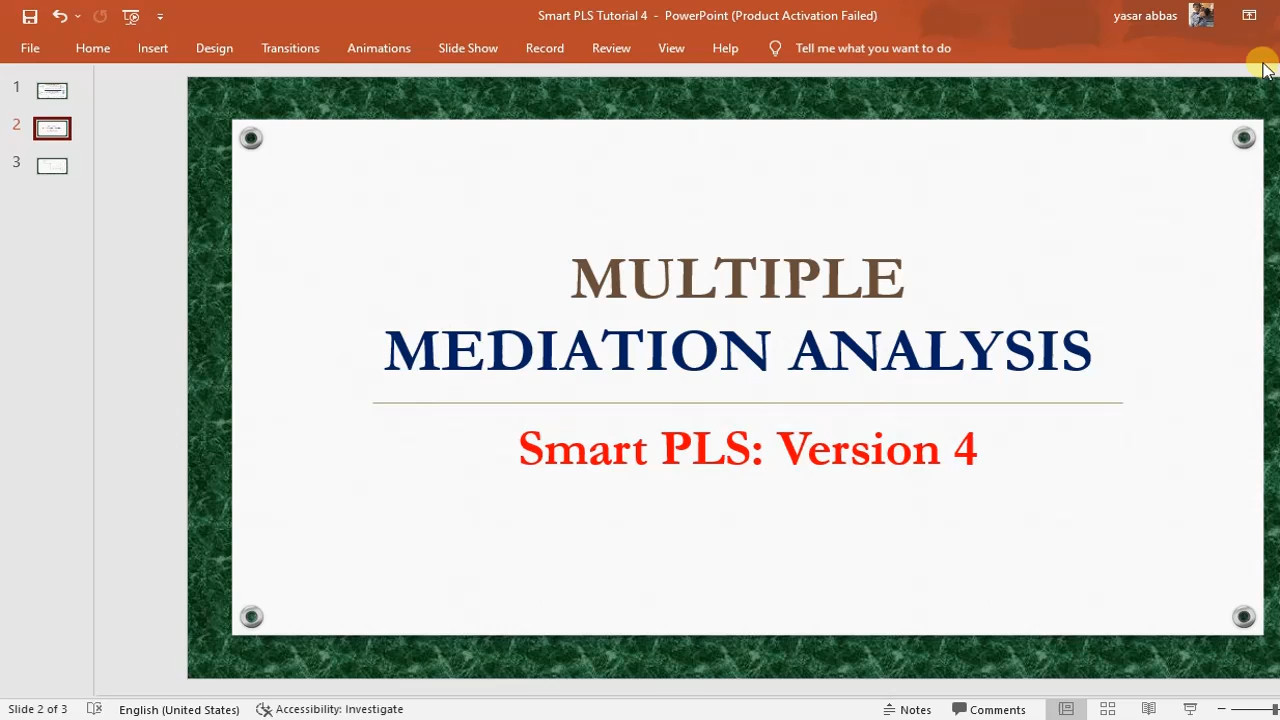 Smart PLS Tutorial 4 - PowerPoint (Product Activation Failed)
yasar abbas
File Home Insert Design Transitions Animations Slide Show Record Review View Help Tell me what you want to do
1
2
3
MULTIPLE
MEDIATION ANALYSIS
Smart PLS: Version 4
Slide 2 of 3 English (United States) Accessibility: Investigate Notes Comments